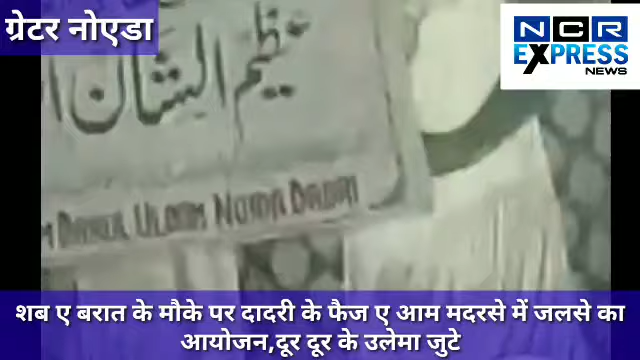 ग्रेटर नोएडा
NCR
EXPRESS
NEWS
عظیم الشان
ULOOM NOMA DADRI
शब ए बरात के मौके पर दादरी के फैज ए आम मदरसे में जलसे का
आयोजन,दूर दूर के उलेमा जुटे